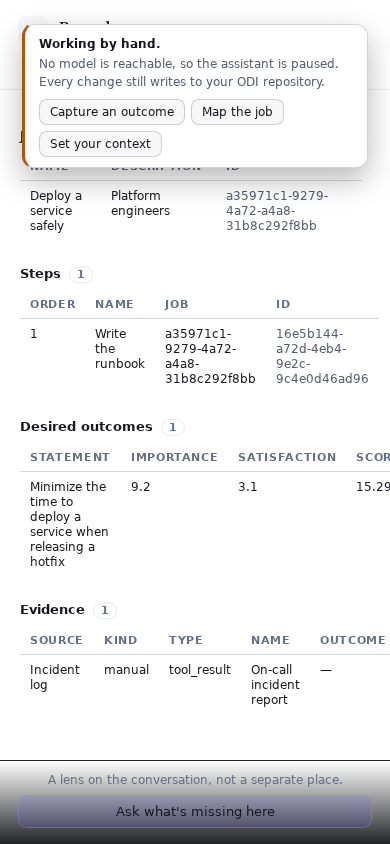 Working by hand.
No model is reachable, so the assistant is paused.
Every change still writes to your ODI repository.
Capture an outcome
Map the job
Set your context
Deploy a service safely
Platform engineers
a35971c1-9279-4a72-a4a8-31b8c292f8bb
Steps 1
ORDER NAME JOB ID
1
Write the runbook
a35971c1-9279-4a72-a4a8-31b8c292f8bb
16e5b144-a72d-4eb4-9e2c-9c4e0d46ad96
Desired outcomes 1
STATEMENT IMPORTANCE SATISFACTION
Minimize the time to deploy a service when releasing a hotfix
9.2
3.1
15.29
Evidence 1
SOURCE KIND TYPE NAME OUTCOME
Incident log
manual
tool_result
On-call incident report
—
A lens on the conversation, not a separate place.
Ask what's missing here